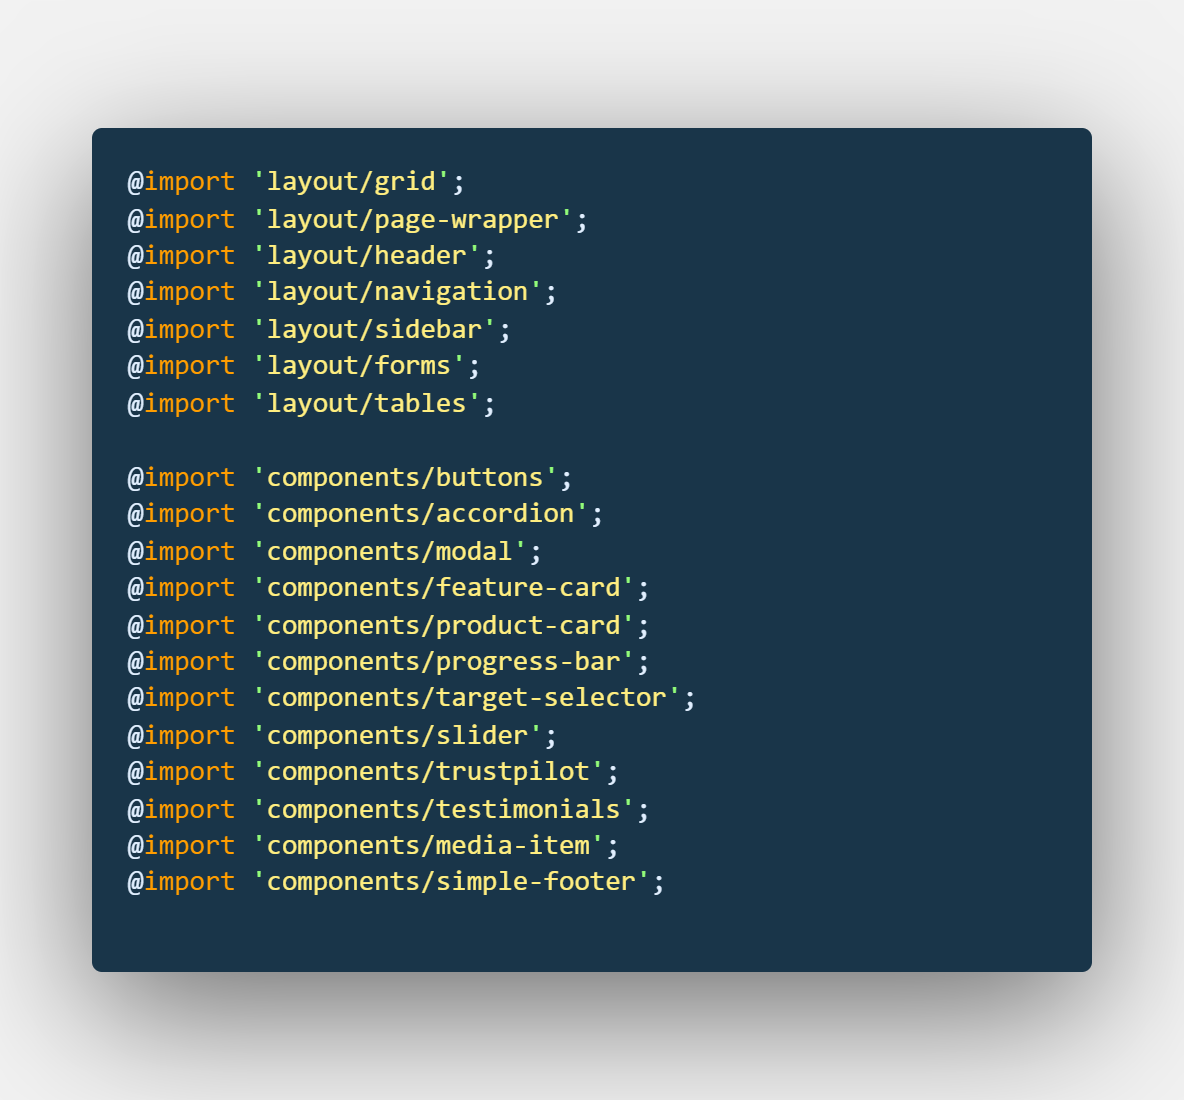 @import 'layout/grid';
@import 'layout/page-wrapper';
@import 'layout/header';
@import 'layout/navigation';
@import 'layout/sidebar';
@import 'layout/forms';
@import 'layout/tables';

@import 'components/buttons';
@import 'components/accordion';
@import 'components/modal';
@import 'components/feature-card';
@import 'components/product-card';
@import 'components/progress-bar';
@import 'components/target-selector';
@import 'components/slider';
@import 'components/trustpilot';
@import 'components/testimonials';
@import 'components/media-item';
@import 'components/simple-footer';